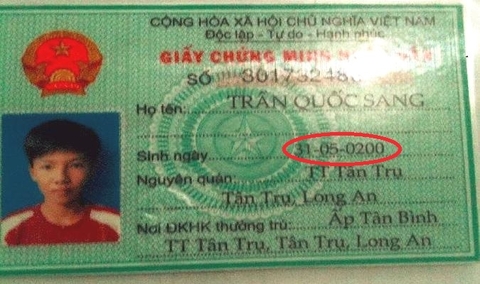 CỘNG HÒA XÃ HỘI CHỦ NGHĨA VIỆT NAM
Độc lập - Tự do - Hạnh phúc
GIẤY CHỨNG MINH
SỐ
Họ tên: TRẦN QUỐC SANG
Sinh ngày 31-05-0200
Nguyên quán: TT Tân Trụ
Tân Trụ, Long An
Nơi ĐKHK thường trú: Ấp Tân Bình
TT Tân Trụ, Tân Trụ, Long An